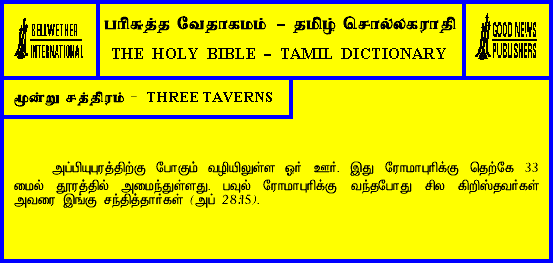 BELLWETHER
INTERNATIONAL
பரிசுத்த வேதாகமம் - தமிழ் சொல்லகராதி
THE HOLY BIBLE - TAMIL DICTIONARY
GOOD NEWS
PUBLISHERS
மூன்று சத்திரம் - THREE TAVERNS
அப்பியுபுரத்திற்கு போகும் வழியிலுள்ள ஓர் ஊர். இது ரோமாபுரிக்கு தெற்கே 33
மைல் தூரத்தில் அமைந்துள்ளது. பவுல் ரோமாபுரிக்கு வந்தபோது சில கிறிஸ்தவர்கள்
அவரை இங்கு சந்தித்தார்கள் (அப் 28:15).